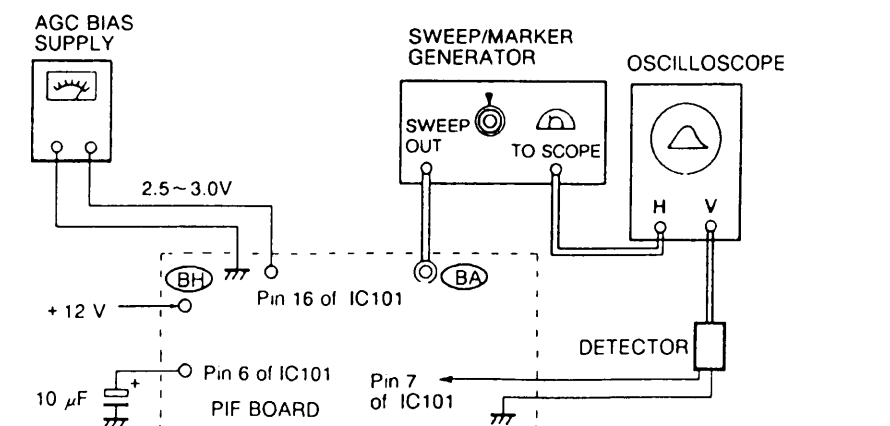 AGC BIAS
SUPPLY
SWEEP/MARKER
GENERATOR
OSCILLOSCOPE
SWEEP
OUT
TO SCOPE
2.5~3.0V
H V
BH
BA
Pin 16 of IC101
+12 V
DETECTOR
+
Pin 6 of IC101
Pin 7
of IC101
10 μF
PIF BOARD